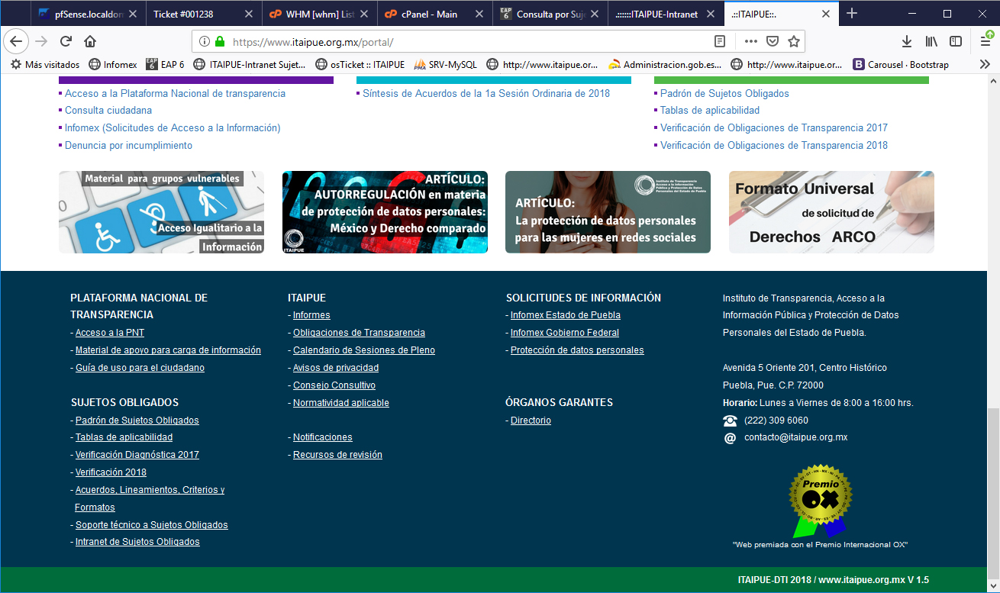 pfSense.localdon
Ticket #001238
WHM [whm] List
cPanel - Main
EAP 6 Consulta por Suje
.::::::ITAIPUE-Intranet
.::ITAIPUE::.
https://www.itaipue.org.mx/portal/
Más visitados
Infomex
EAP 6 EAP 6
ITAIPUE-Intranet Sujet...
osTicket :: ITAIPUE
PMA SRV-MySQL
http://www.itaipue.or...
Administracion.gob.es...
http://www.itaipue.org...
B Carousel · Bootstrap
Acceso a la Plataforma Nacional de transparencia
Consulta ciudadana
Infomex (Solicitudes de Acceso a la Información)
Denuncia por incumplimiento
Síntesis de Acuerdos de la 1a Sesión Ordinaria de 2018
Padrón de Sujetos Obligados
Tablas de aplicabilidad
Verificación de Obligaciones de Transparencia 2017
Verificación de Obligaciones de Transparencia 2018
Material para grupos vulnerables
Acceso Igualitario a la
Información
ARTÍCULO:
AUTORREGULACIÓN en materia
de protección de datos personales:
México y Derecho comparado
ITAIPUE
Instituto de Transparencia
Acceso a la Información
Pública y Protección de Datos
Personales del Estado de Puebla
ARTÍCULO:
La protección de datos personales
para las mujeres en redes sociales
Formato Universal
de solicitud de
Derechos ARCO
PLATAFORMA NACIONAL DE
TRANSPARENCIA
- Acceso a la PNT
- Material de apoyo para carga de información
- Guía de uso para el ciudadano
SUJETOS OBLIGADOS
- Padrón de Sujetos Obligados
- Tablas de aplicabilidad
- Verificación Diagnóstica 2017
- Verificación 2018
- Acuerdos, Lineamientos, Criterios y
Formatos
- Soporte técnico a Sujetos Obligados
- Intranet de Sujetos Obligados
ITAIPUE
- Informes
- Obligaciones de Transparencia
- Calendario de Sesiones de Pleno
- Avisos de privacidad
- Consejo Consultivo
- Normatividad aplicable
- Notificaciones
- Recursos de revisión
SOLICITUDES DE INFORMACIÓN
- Infomex Estado de Puebla
- Infomex Gobierno Federal
- Protección de datos personales
ÓRGANOS GARANTES
- Directorio
Instituto de Transparencia, Acceso a la
Información Pública y Protección de Datos
Personales del Estado de Puebla.
Avenida 5 Oriente 201, Centro Histórico
Puebla, Pue. C.P. 72000
Horario: Lunes a Viernes de 8:00 a 16:00 hrs.
(222) 309 6060
contacto@itaipue.org.mx
Premio
OX
"Web premiada con el Premio Internacional OX"
ITAIPUE-DTI 2018 / www.itaipue.org.mx V 1.5